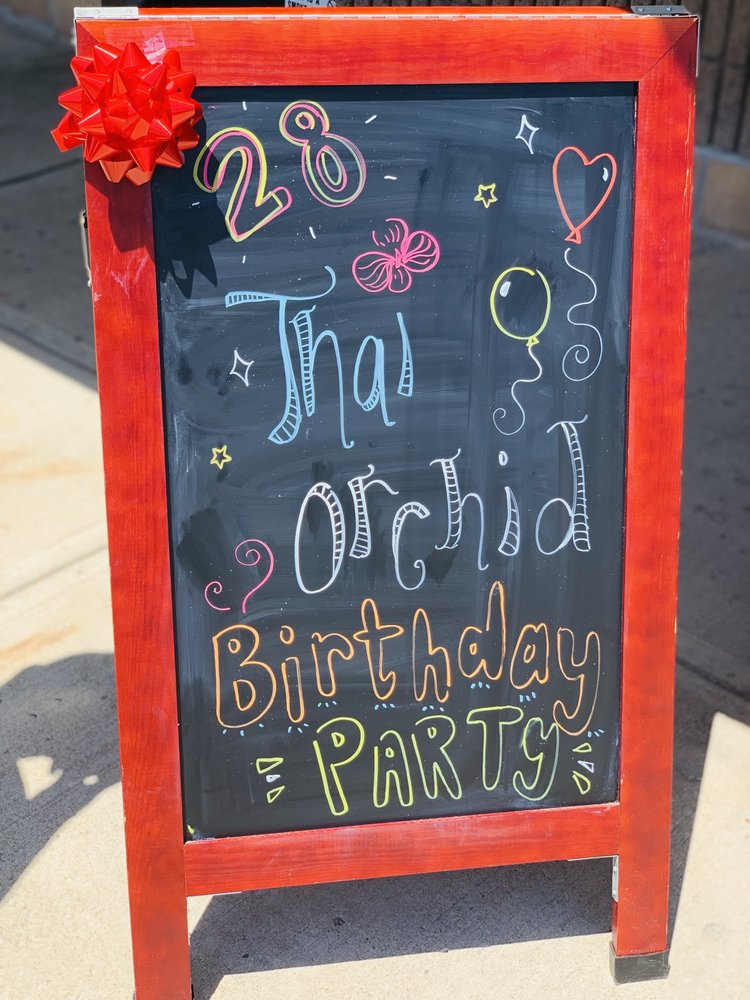 28
Thai
Orchid
Birthday
PARTy